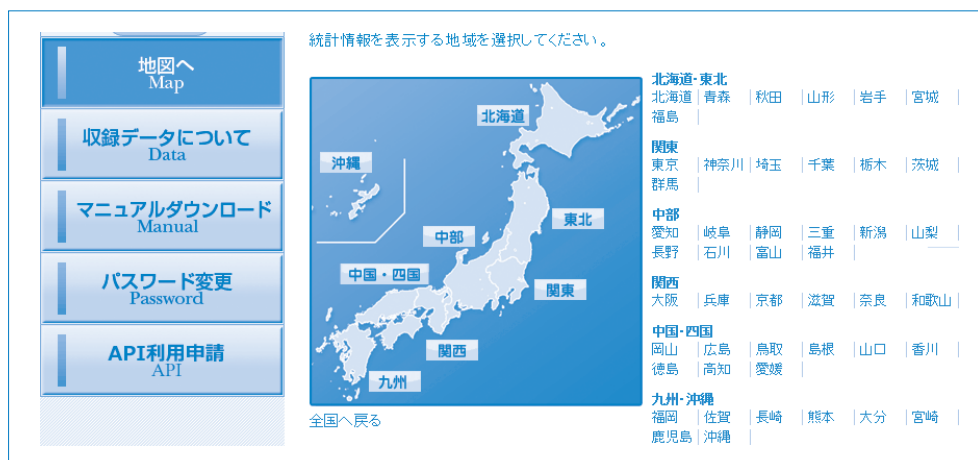 統計情報を表示する地域を選択してください。
地図へ
Map
収録データについて
Data
マニュアルダウンロード
Manual
パスワード変更
Password
API利用申請
API
北海道
沖縄
東北
中部
中国・四国
関東
関西
九州
全国へ戻る
北海道・東北
北海道 | 青森 | 秋田 | 山形 | 岩手 | 宮城 |
福島 |
関東
東京 | 神奈川 | 埼玉 | 千葉 | 栃木 | 茨城 |
群馬 |
中部
愛知 | 岐阜 | 静岡 | 三重 | 新潟 | 山梨 |
長野 | 石川 | 富山 | 福井 |
関西
大阪 | 兵庫 | 京都 | 滋賀 | 奈良 | 和歌山 |
中国・四国
岡山 | 広島 | 鳥取 | 島根 | 山口 | 香川 |
徳島 | 高知 | 愛媛 |
九州・沖縄
福岡 | 佐賀 | 長崎 | 熊本 | 大分 | 宮崎 |
鹿児島 | 沖縄 |